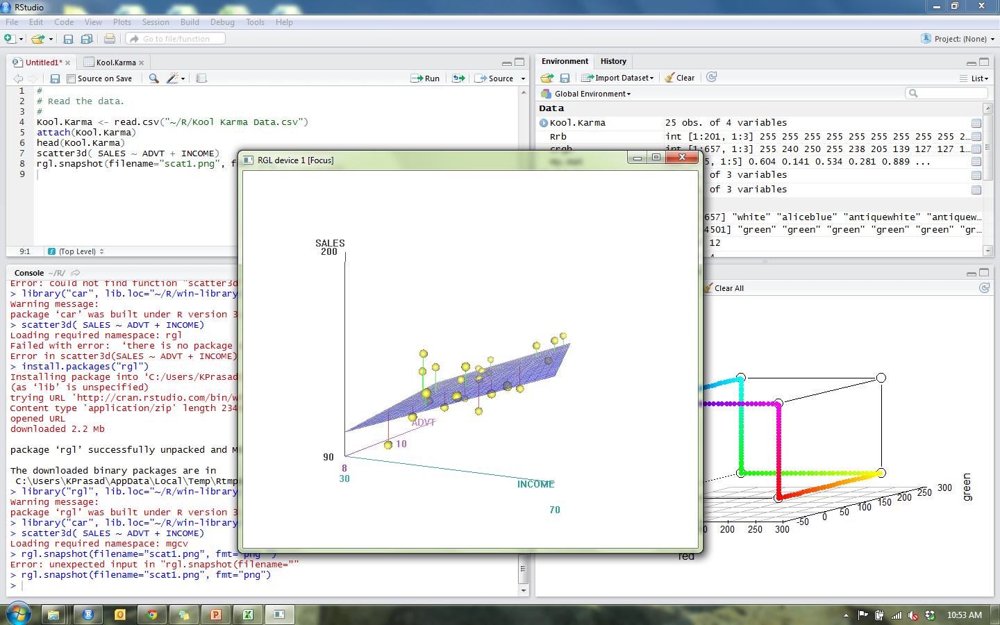 RStudio
File Edit Code View Plots Session Build Debug Tools Help
Go to file/function
Project: (None)
Untitled1* Kool.Karma
Source on Save Run Source
1 #
2 # Read the data.
3 #
4 Kool.Karma <- read.csv("~/R/Kool Karma Data.csv")
5 attach(Kool.Karma)
6 head(Kool.Karma)
7 scatter3d( SALES ~ ADVT + INCOME)
8 rgl.snapshot(filename="scat1.png", f
9
9:1 (Top Level)
Environment History
Import Dataset Clear List
Global Environment
Data
Kool.Karma 25 obs. of 4 variables
Rrb int [1:201, 1:3] 255 255 255 255 255 255 255 255 2…
crgb int [1:657, 1:3] 255 240 250 255 238 205 139 127 127 1…
5, 1:5] 0.604 0.141 0.534 0.281 0.889 ...
of 3 variables
of 3 variables
657] "white" "aliceblue" "antiquewhite" "antiquew…
4501] "green" "green" "green" "green" "green" "gr…
12
Console ~/R/
Error: could not find function "scatter3d
> library("car", lib.loc="~/R/win-library
Warning message:
package ‘car’ was built under R version 3
> scatter3d( SALES ~ ADVT + INCOME)
Loading required namespace: rgl
Failed with error: ‘there is no package
Error in scatter3d(SALES ~ ADVT + INCOME)
> install.packages("rgl")
Installing package into ‘C:/Users/KPrasad
(as ‘lib’ is unspecified)
trying URL 'http://cran.rstudio.com/bin/w
Content type 'application/zip' length 234
opened URL
downloaded 2.2 Mb
package ‘rgl’ successfully unpacked and M
The downloaded binary packages are in
C:\Users\KPrasad\AppData\Local\Temp\Rtmp
> library("rgl", lib.loc="~/R/win-library
Warning message:
package ‘rgl’ was built under R version 3
> library("car", lib.loc="~/R/win-library
> scatter3d( SALES ~ ADVT + INCOME)
Loading required namespace: mgcv
> rgl.snapshot(filename="scat1.png", fmt="png")
Error: unexpected input in "rgl.snapshot(filename=”"
> rgl.snapshot(filename="scat1.png", fmt="png")
>
RGL device 1 [Focus]
SALES
200
ADVT
10
90
8
30
INCOME
70
Clear All
green
300
250
200
150
100
50
0
-50
200 250 300
red
10:53 AM